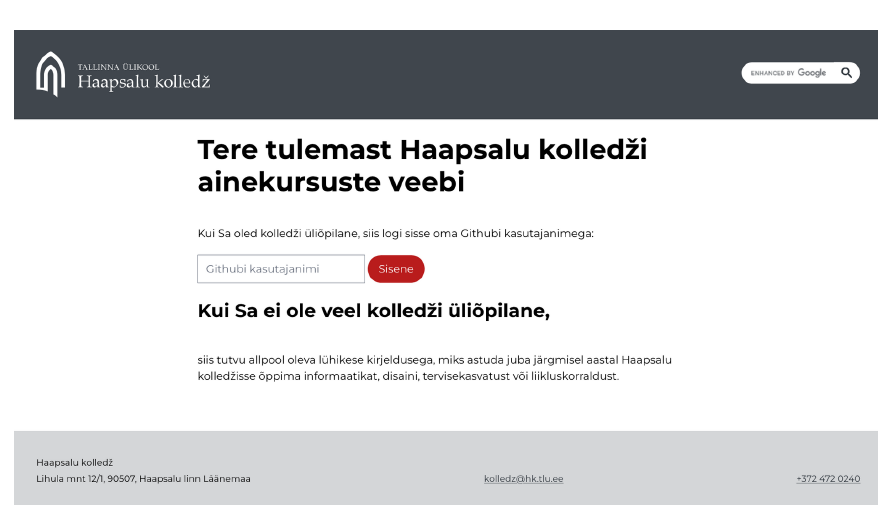 TALLINNA ÜLIKOOL
Haapsalu kolledž
ENHANCED BY Google
Tere tulemast Haapsalu kolledži
ainekursuste veebi
Kui Sa oled kolledži üliõpilane, siis logi sisse oma Githubi kasutajanimega:
Githubi kasutajanimi
Sisene
Kui Sa ei ole veel kolledži üliõpilane,
siis tutvu allpool oleva lühikese kirjeldusega, miks astuda juba järgmisel aastal Haapsalu
kolledžisse õppima informaatikat, disaini, tervisekasvatust või liikluskorraldust.
Haapsalu kolledž
Lihula mnt 12/1, 90507, Haapsalu linn Läänemaa
kolledz@hk.tlu.ee
+372 472 0240